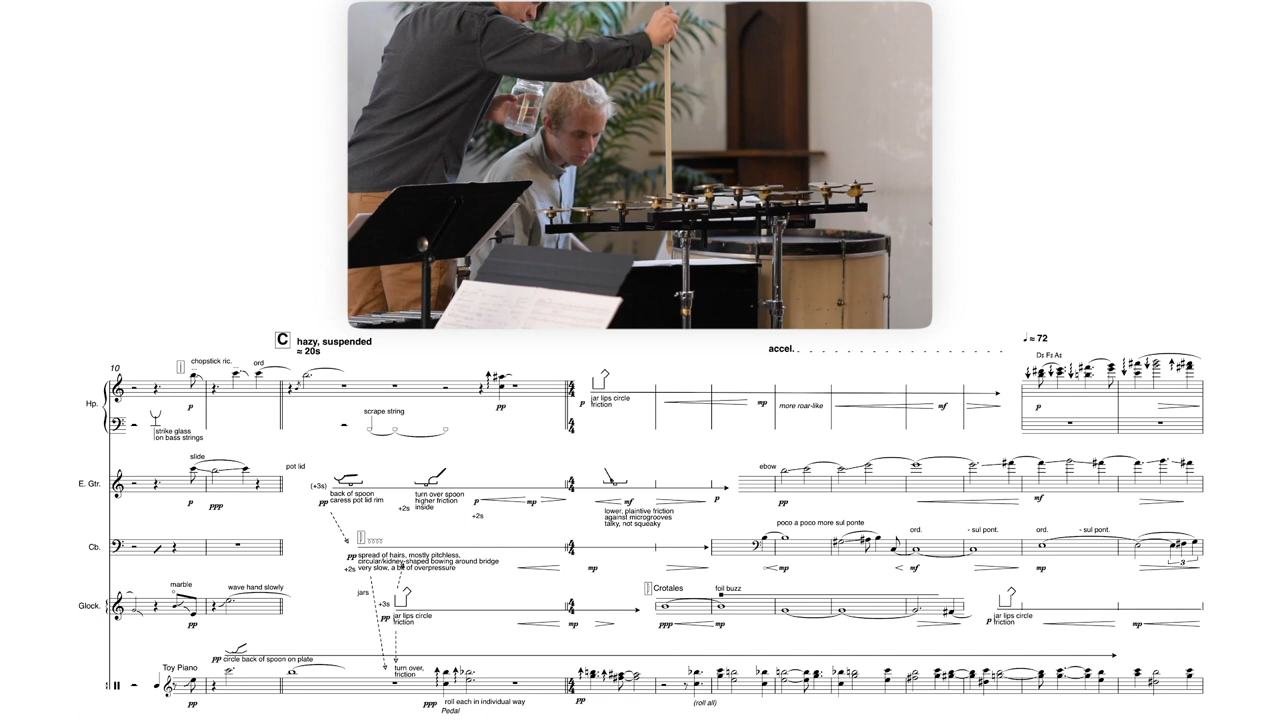 C hazy, suspended
≈ 20s
accel.
♩ ≈ 72
10
chopstick ric.
ord
D♮ F♮ A♮
Hp.
p
pp
jar lips circle
friction
p
mp
more roar-like
mf
p
strike glass
on bass strings
scrape string
slide
pot lid
ebow
E. Gtr.
(+3s)
p
ppp
pp
back of spoon
caress pot lid rim
+2s
turn over spoon
higher friction
inside
p
mp
+2s
mf
lower, plaintive friction
against microgrooves
talky, not squeaky
p
pp
mf
poco a poco more sul ponte
ord.
- sul pont.
ord.
- sul pont.
Cb.
pp
spread of hairs, mostly pitchless,
circular/kidney-shaped bowing around bridge
+2s very slow, a bit of overpressure
mp
mp
mf
mp
3
marble
wave hand slowly
jars
Crotales
foil buzz
Glock.
pp
+3s
pp
jar lips circle
friction
mp
ppp
mp
p
jar lips circle
friction
mp
pp circle back of spoon on plate
Toy Piano
turn over,
friction
pp
ppp
roll each in individual way
Pedal
pp
(roll all)